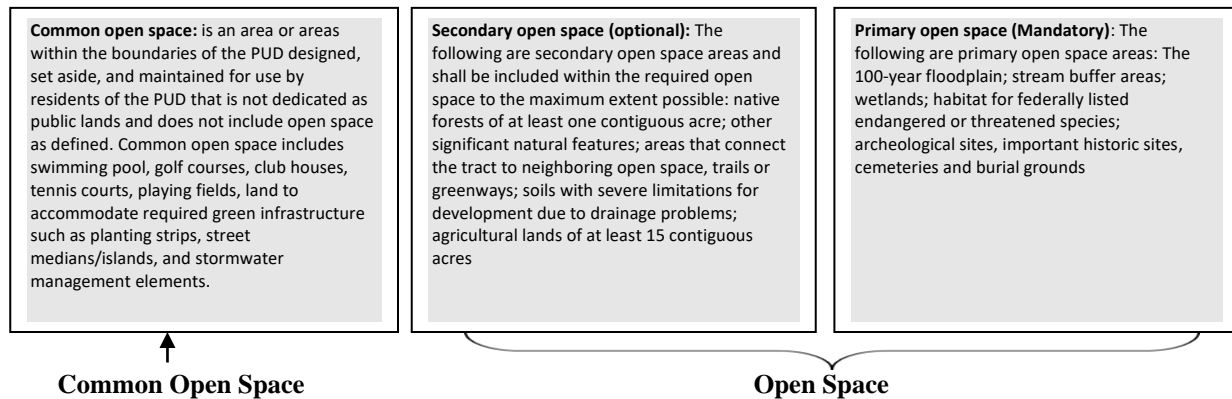 Common open space: is an area or areas
within the boundaries of the PUD designed,
set aside, and maintained for use by
residents of the PUD that is not dedicated as
public lands and does not include open space
as defined. Common open space includes
swimming pool, golf courses, club houses,
tennis courts, playing fields, land to
accommodate required green infrastructure
such as planting strips, street
medians/islands, and stormwater
management elements.
Secondary open space (optional): The
following are secondary open space areas and
shall be included within the required open
space to the maximum extent possible: native
forests of at least one contiguous acre; other
significant natural features; areas that connect
the tract to neighboring open space, trails or
greenways; soils with severe limitations for
development due to drainage problems;
agricultural lands of at least 15 contiguous
acres
Primary open space (Mandatory): The
following are primary open space areas: The
100-year floodplain; stream buffer areas;
wetlands; habitat for federally listed
endangered or threatened species;
archeological sites, important historic sites,
cemeteries and burial grounds
Common Open Space
Open Space